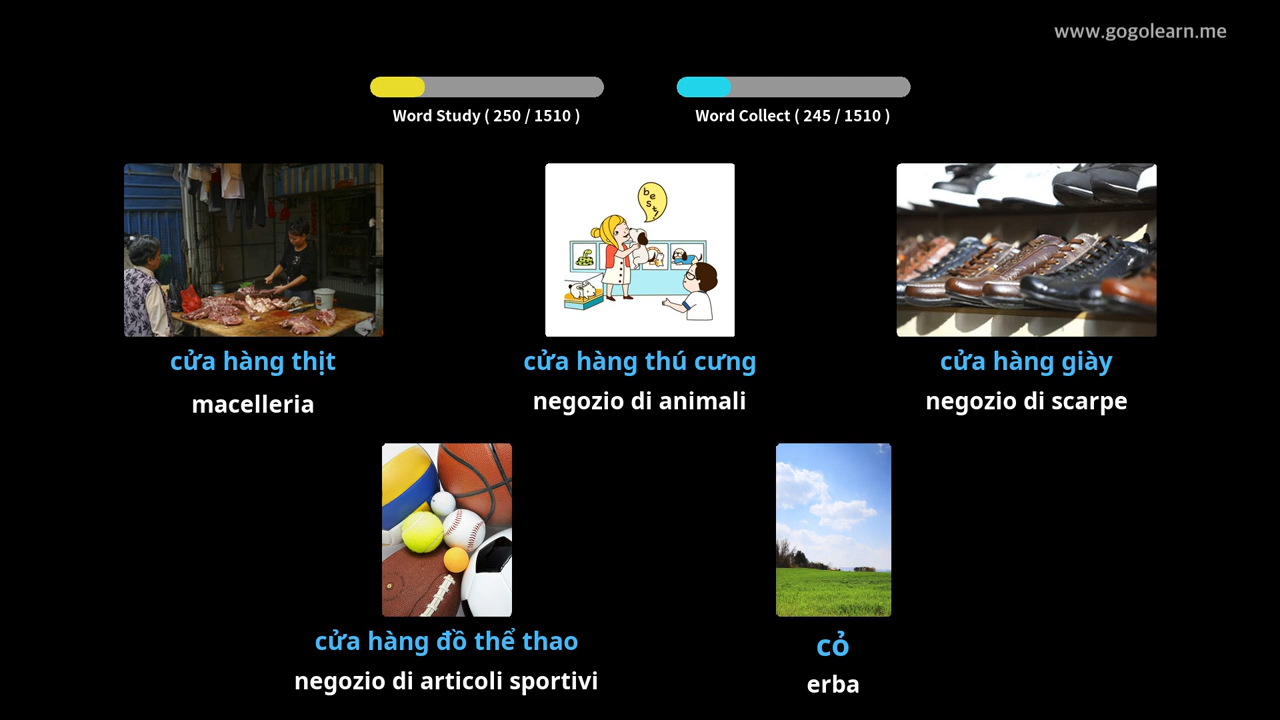 www.gogolearn.me
Word Study ( 250 / 1510 )
Word Collect ( 245 / 1510 )
be
st!
cửa hàng thịt
macelleria
cửa hàng thú cưng
negozio di animali
cửa hàng giày
negozio di scarpe
cửa hàng đồ thể thao
negozio di articoli sportivi
cỏ
erba